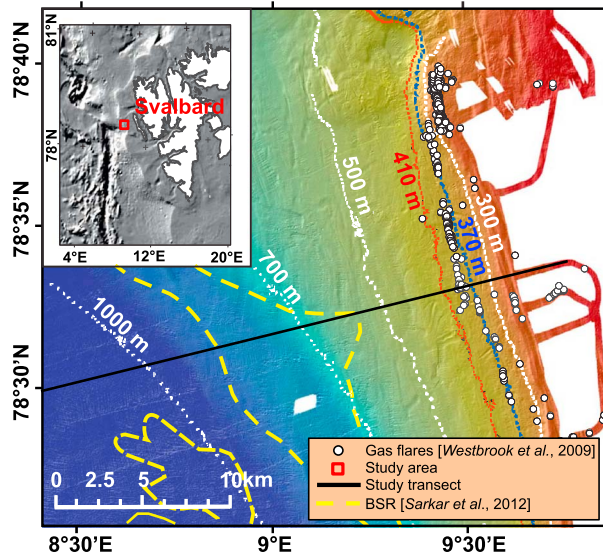 81°N
78°N
Svalbard
4°E 12°E 20°E
78°40'N
78°35'N
78°30'N
500 m
410 m
300 m
370 m
700 m
1000 m
0 2.5 5 10km
Gas flares [Westbrook et al., 2009]
Study area
Study transect
BSR [Sarkar et al., 2012]
8°30'E 9°E 9°30'E